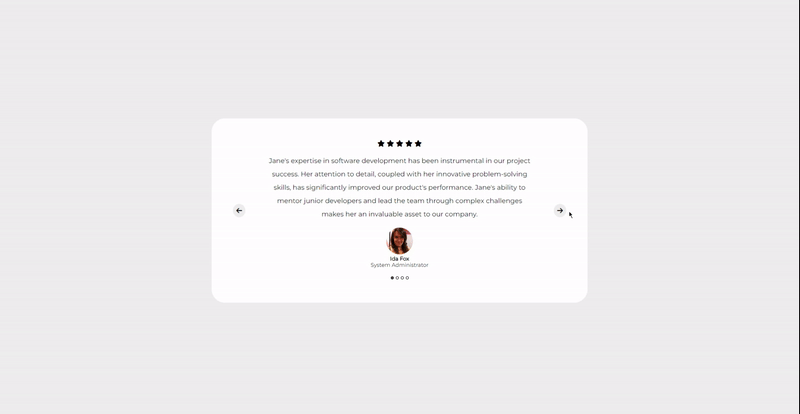 Jane's expertise in software development has been instrumental in our project
success. Her attention to detail, coupled with her innovative problem-solving
skills, has significantly improved our product's performance. Jane's ability to
mentor junior developers and lead the team through complex challenges
makes her an invaluable asset to our company.
Ida Fox
System Administrator